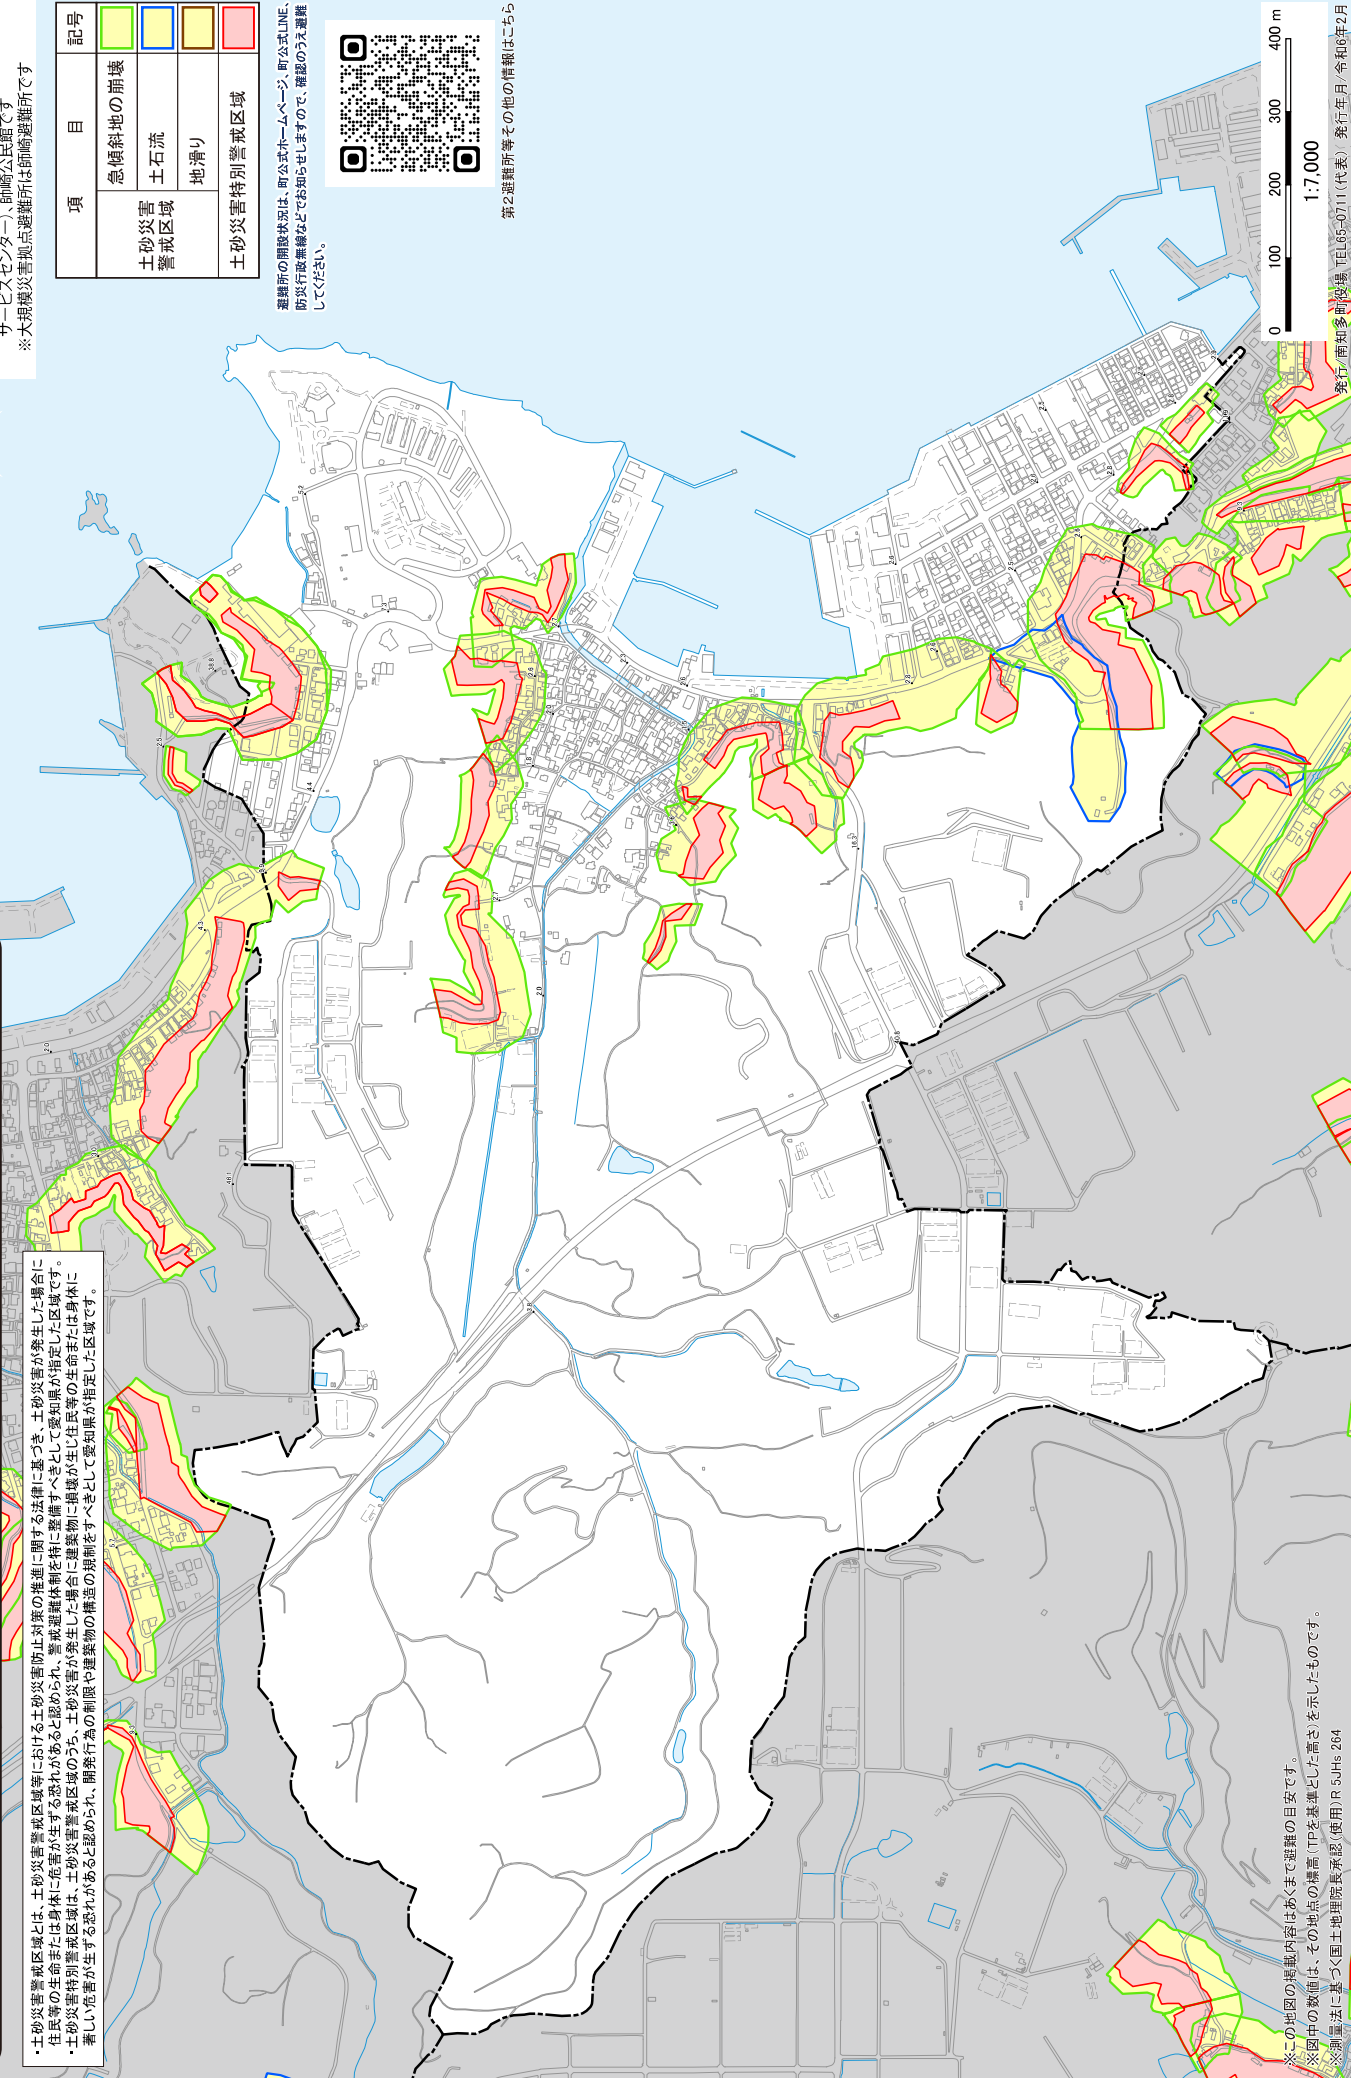 サービスセンター）、師崎公民館です
※大規模災害拠点避難所は師崎避難所です
項　目　記号
土砂災害警戒区域
急傾斜地の崩壊
土石流
地滑り
土砂災害特別警戒区域
避難所の開設状況は、町公式ホームページ、町公式LINE、
防災行政無線などでお知らせしますので、確認のうえ避難
してください。
第2避難所等その他の情報はこちら
・土砂災害警戒区域とは、土砂災害警戒区域等における土砂災害防止対策の推進に関する法律に基づき、土砂災害が発生した場合に
住民等の生命または身体に危害が生ずる恐れがあると認められ、警戒避難体制を特に整備すべきとして愛知県が指定した区域です。
・土砂災害特別警戒区域は、土砂災害警戒区域のうち、土砂災害が発生した場合に建築物に損壊が生じ住民等の生命または身体に
著しい危害が生ずる恐れがあると認められ、開発行為の制限や建築物の構造の規制をすべきとして愛知県が指定した区域です。
0 100 200 300 400 m
1:7,000
※この地図の掲載内容はあくまで避難の目安です。
※図中の数値は、その地点の標高（TPを基準とした高さ）を示したものです。
※測量法に基づく国土地理院長承認（使用）R 5JHs 264
発行/南知多町役場 TEL65-0711（代表） 発行年月/令和6年2月